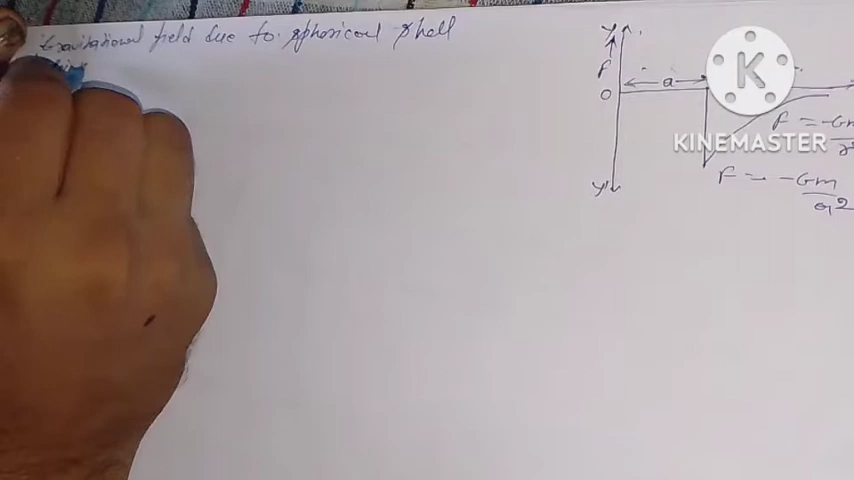 Gravitational field due to spherical shell
Y
F
a
O
K
KINEMASTER
F = -Gm
F = -Gm
a2
Y'